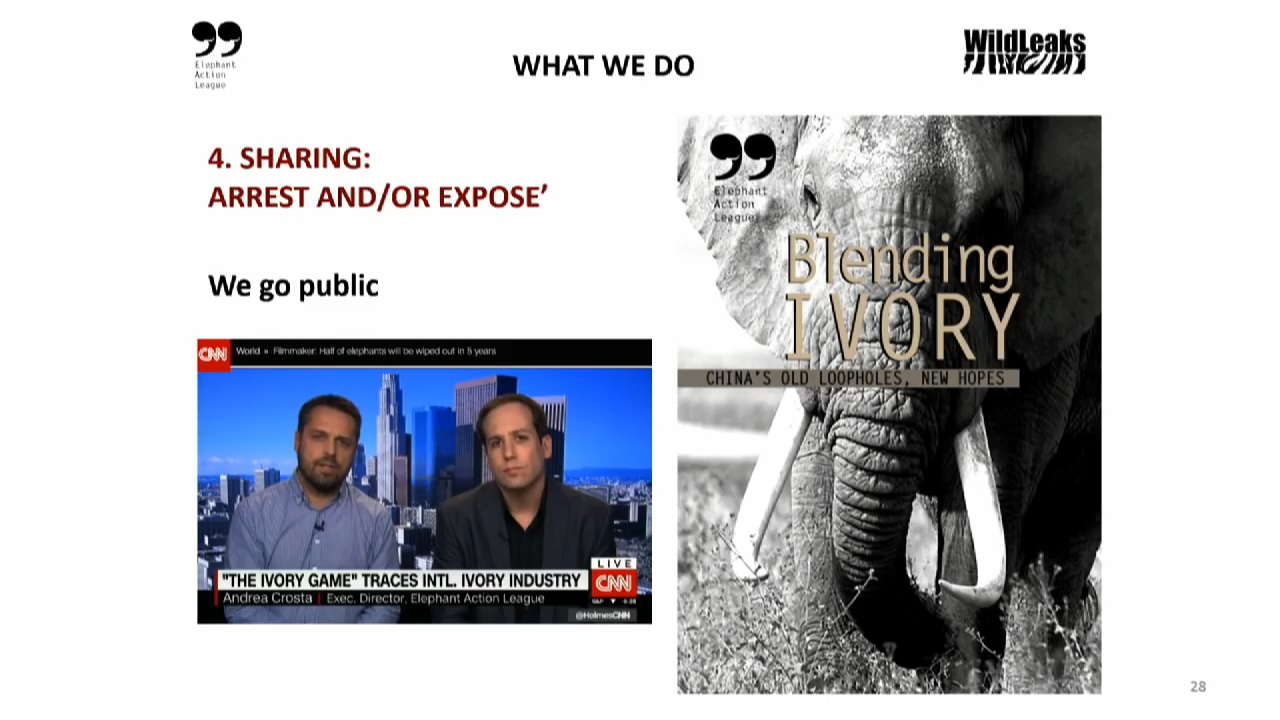 Elephant
Action
League
WHAT WE DO
WildLeaks
4. SHARING:
ARREST AND/OR EXPOSE’
We go public
CNN
World » Filmmaker: Half of elephants will be wiped out in 5 years
"THE IVORY GAME" TRACES INTL. IVORY INDUSTRY
Andrea Crosta | Exec. Director, Elephant Action League
LIVE
CNN
S&P ▼ -9.28
@HolmesCNN
Elephant
Action
League
Blending
IVORY
CHINA'S OLD LOOPHOLES, NEW HOPES
28